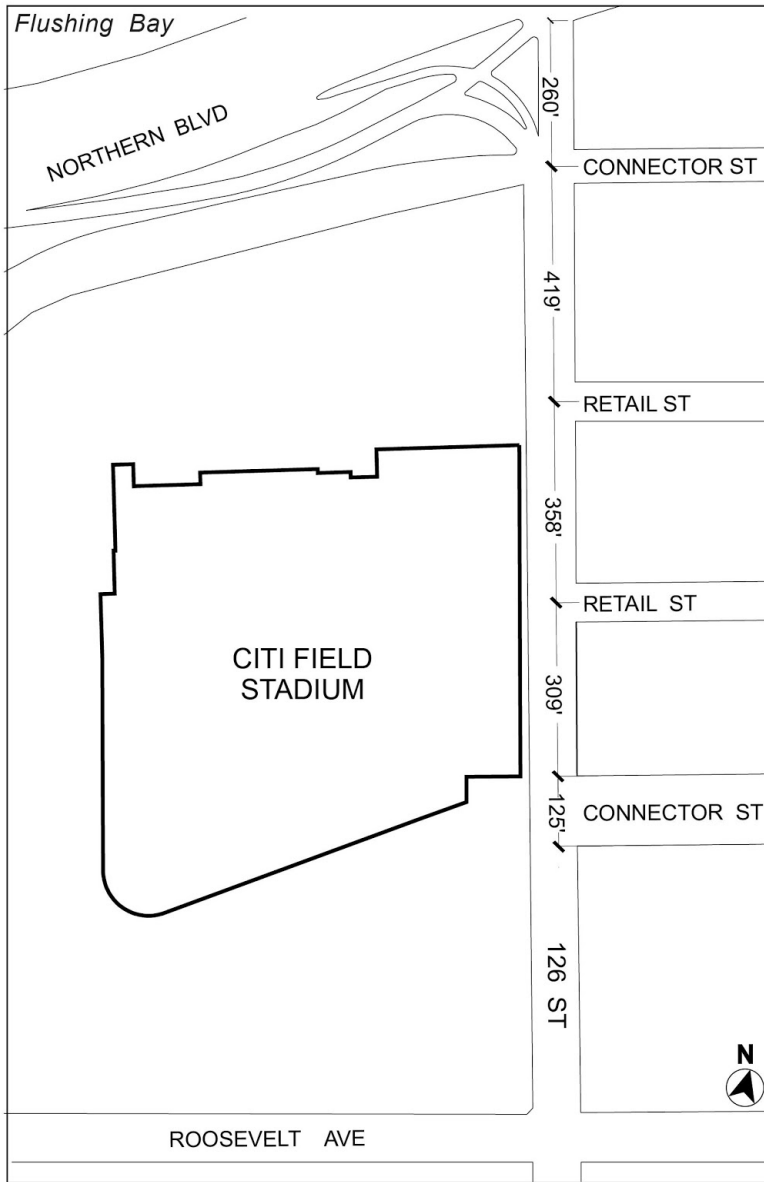 Flushing Bay
NORTHERN BLVD
260'
CONNECTOR ST
419'
RETAIL ST
358'
RETAIL ST
CITI FIELD
STADIUM
309'
125'
CONNECTOR ST
126 ST
N
ROOSEVELT AVE